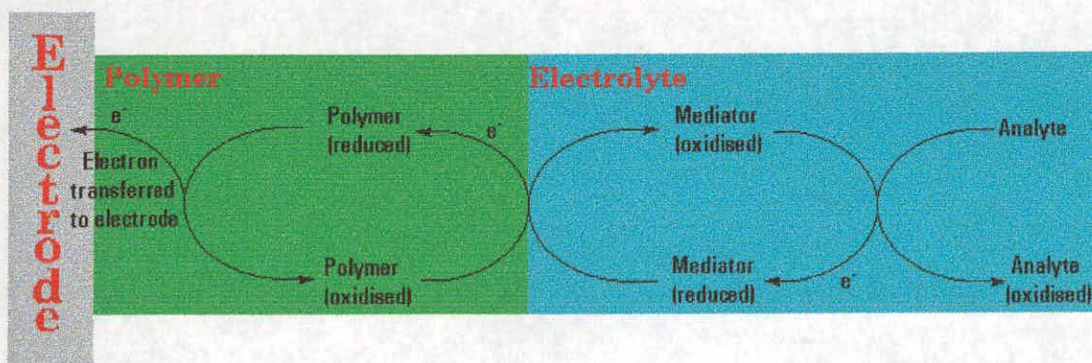 Electrode
Polymer
Electrolyte
e-
Polymer
(reduced)
e-
Mediator
(oxidised)
Analyte
Electron
transferred
to electrode
Polymer
(oxidised)
Mediator
(reduced)
e-
Analyte
(oxidised)